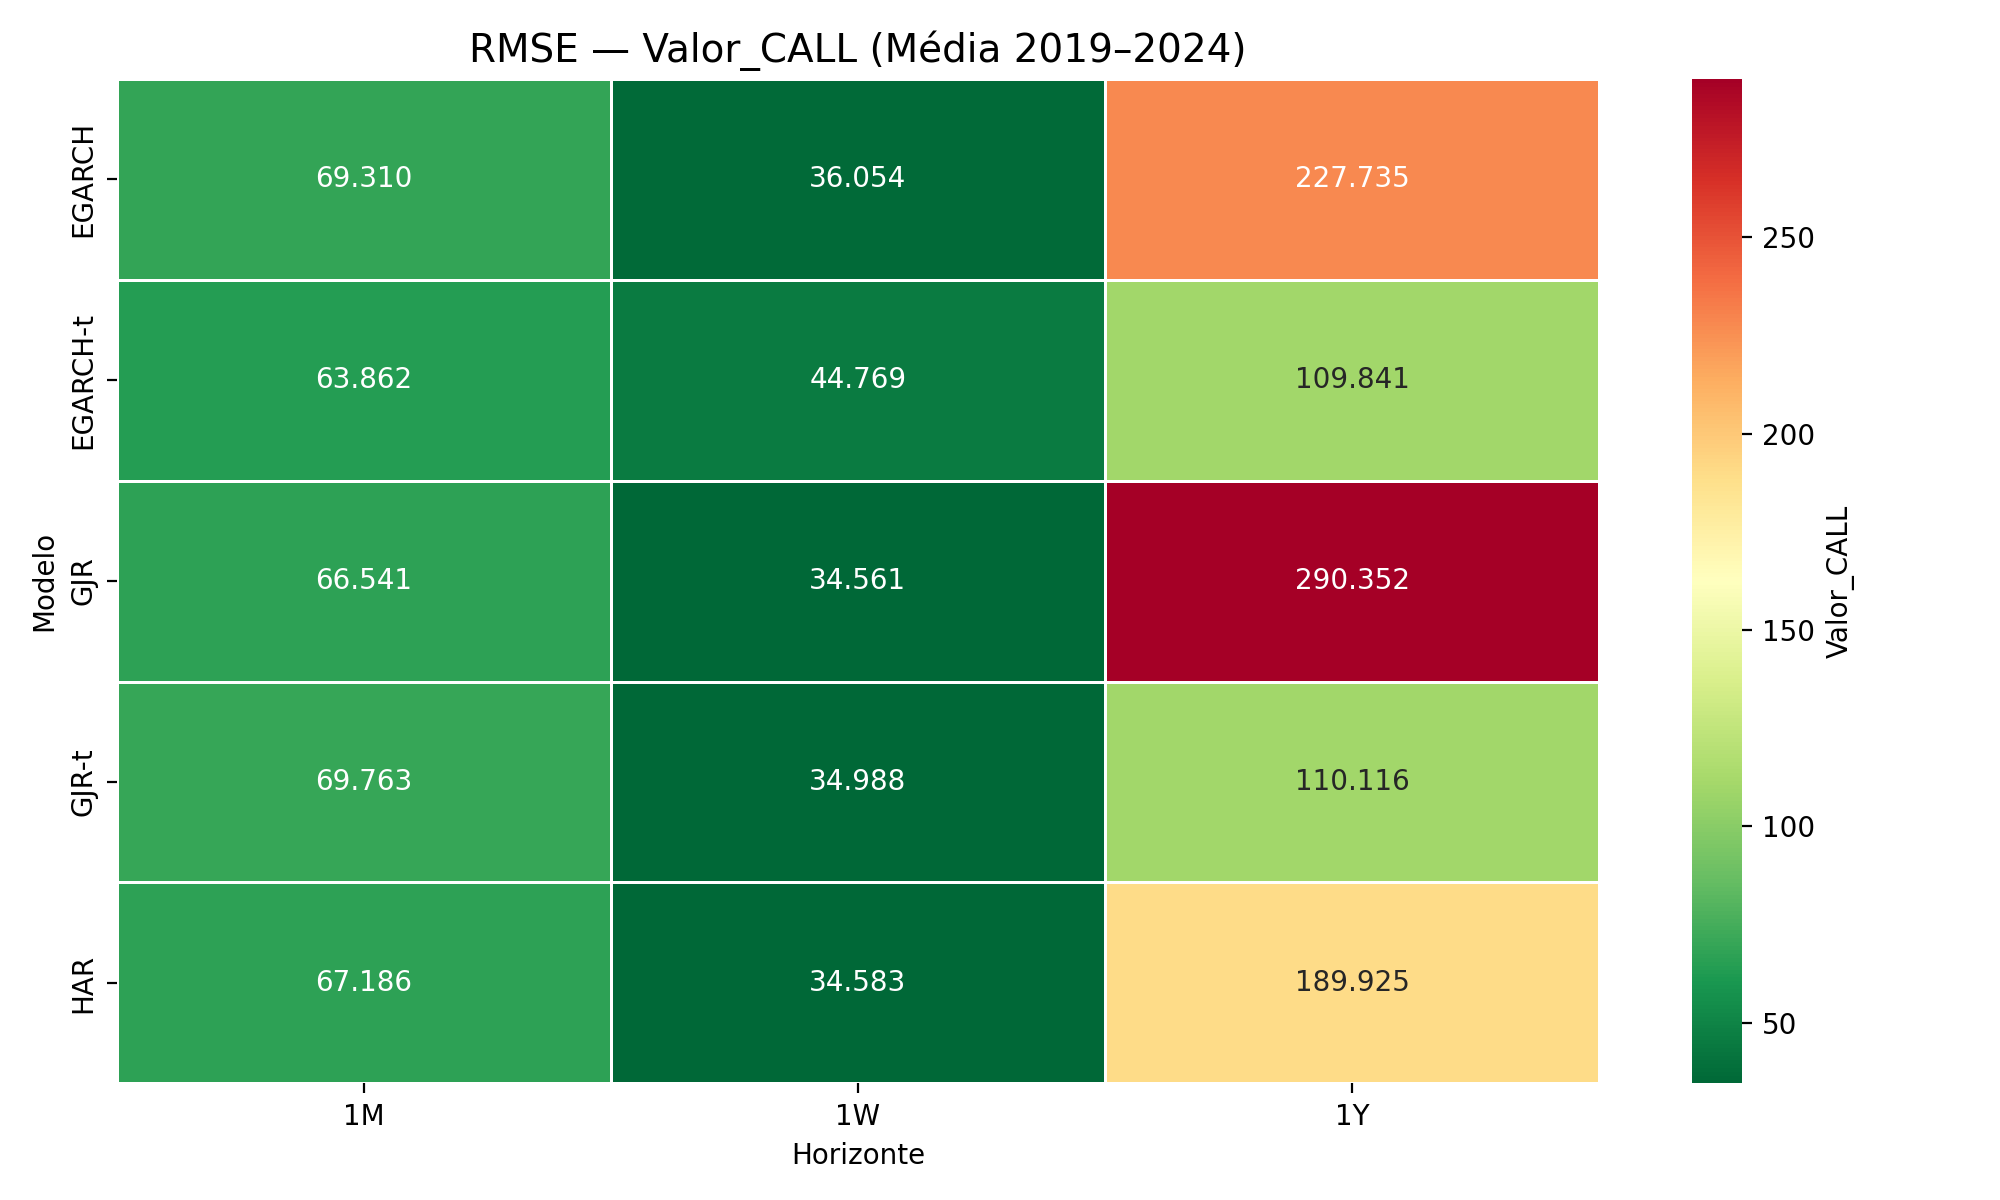 RMSE — Valor_CALL (Média 2019–2024)
Modelo
EGARCH
69.310
36.054
227.735
EGARCH-t
63.862
44.769
109.841
GJR
66.541
34.561
290.352
GJR-t
69.763
34.988
110.116
HAR
67.186
34.583
189.925
1M
1W
1Y
Horizonte
250
200
150
100
50
Valor_CALL